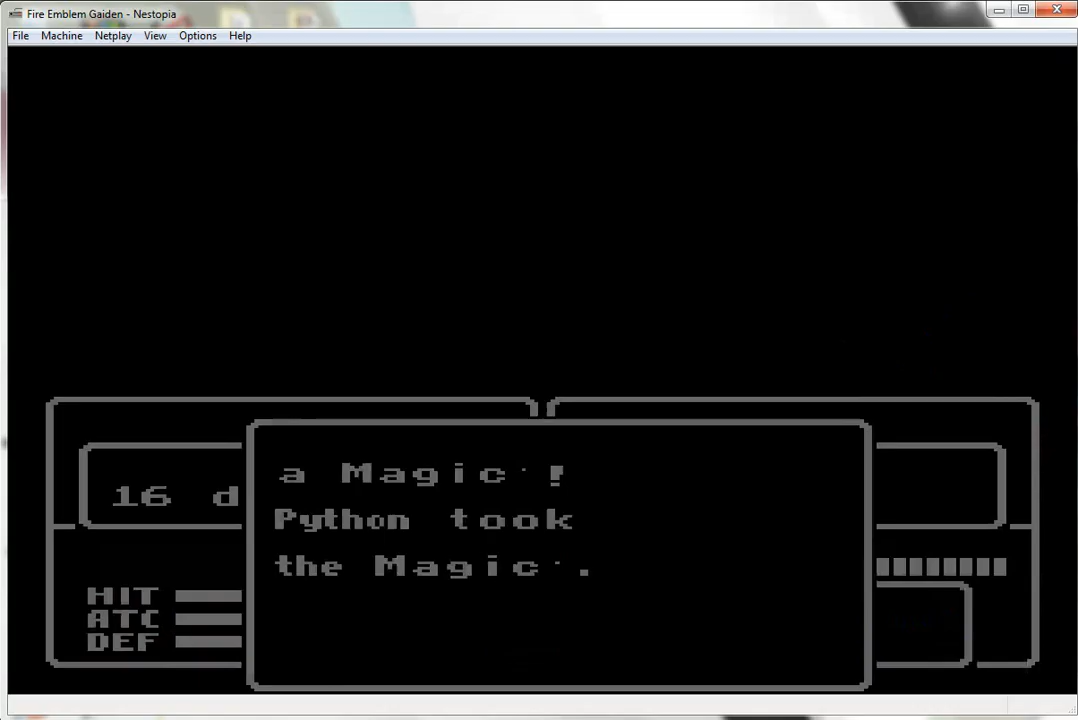 Fire Emblem Gaiden - Nestopia
File Machine Netplay View Options Help
a Magic !
Python took
the Magic .
16 d
HIT
ATC
DEF